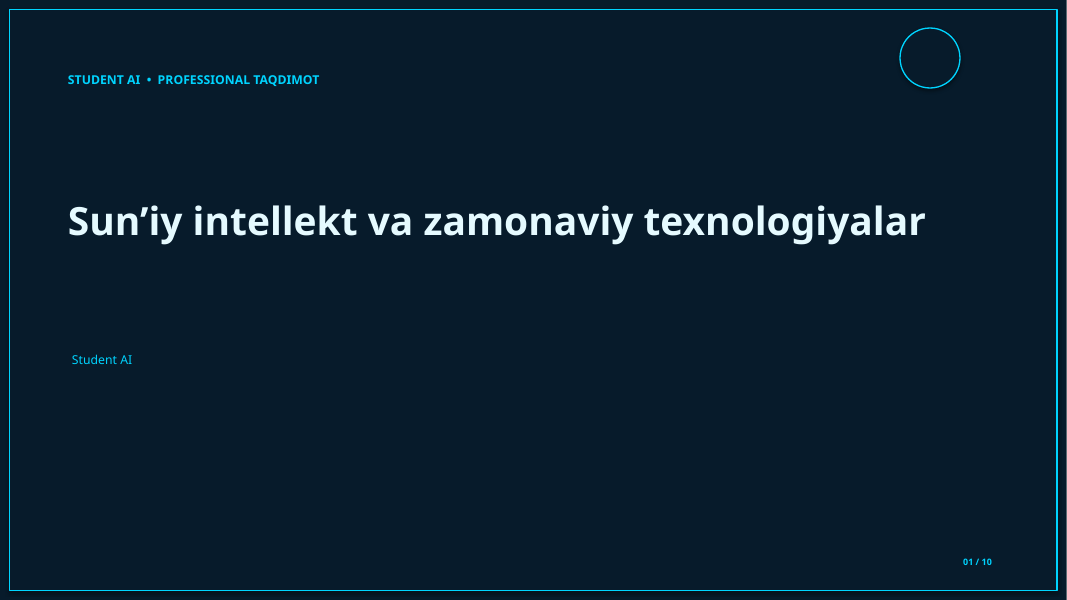 STUDENT AI • PROFESSIONAL TAQDIMOT
Sun’iy intellekt va zamonaviy texnologiyalar
Student AI
01 / 10